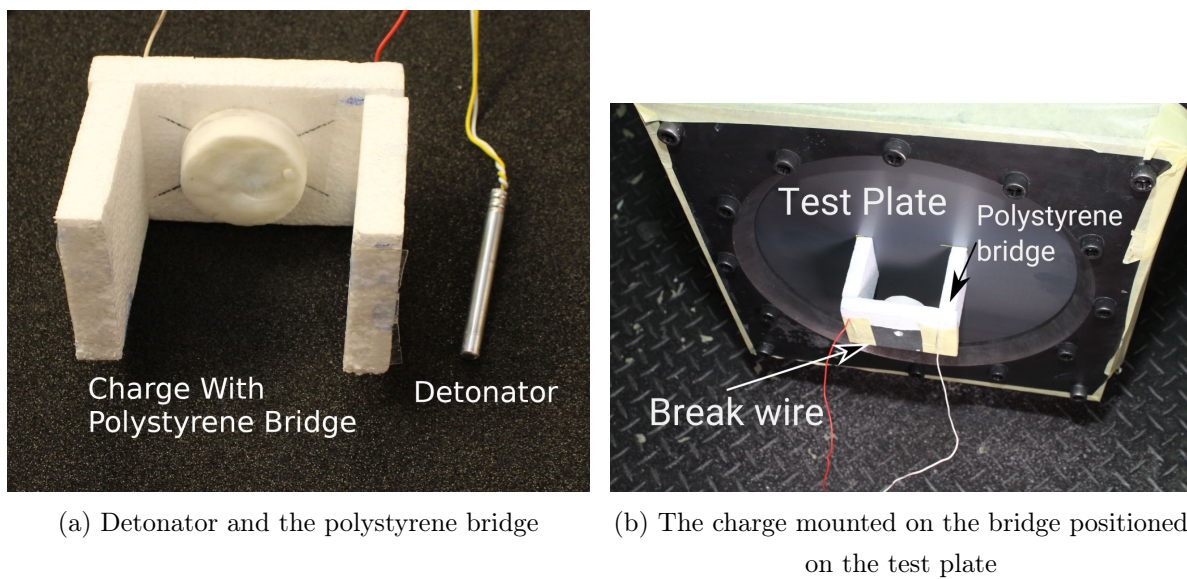 Charge With
Polystyrene Bridge
Detonator
Test Plate
Polystyrene
bridge
Break wire
(a) Detonator and the polystyrene bridge
(b) The charge mounted on the bridge positioned
on the test plate